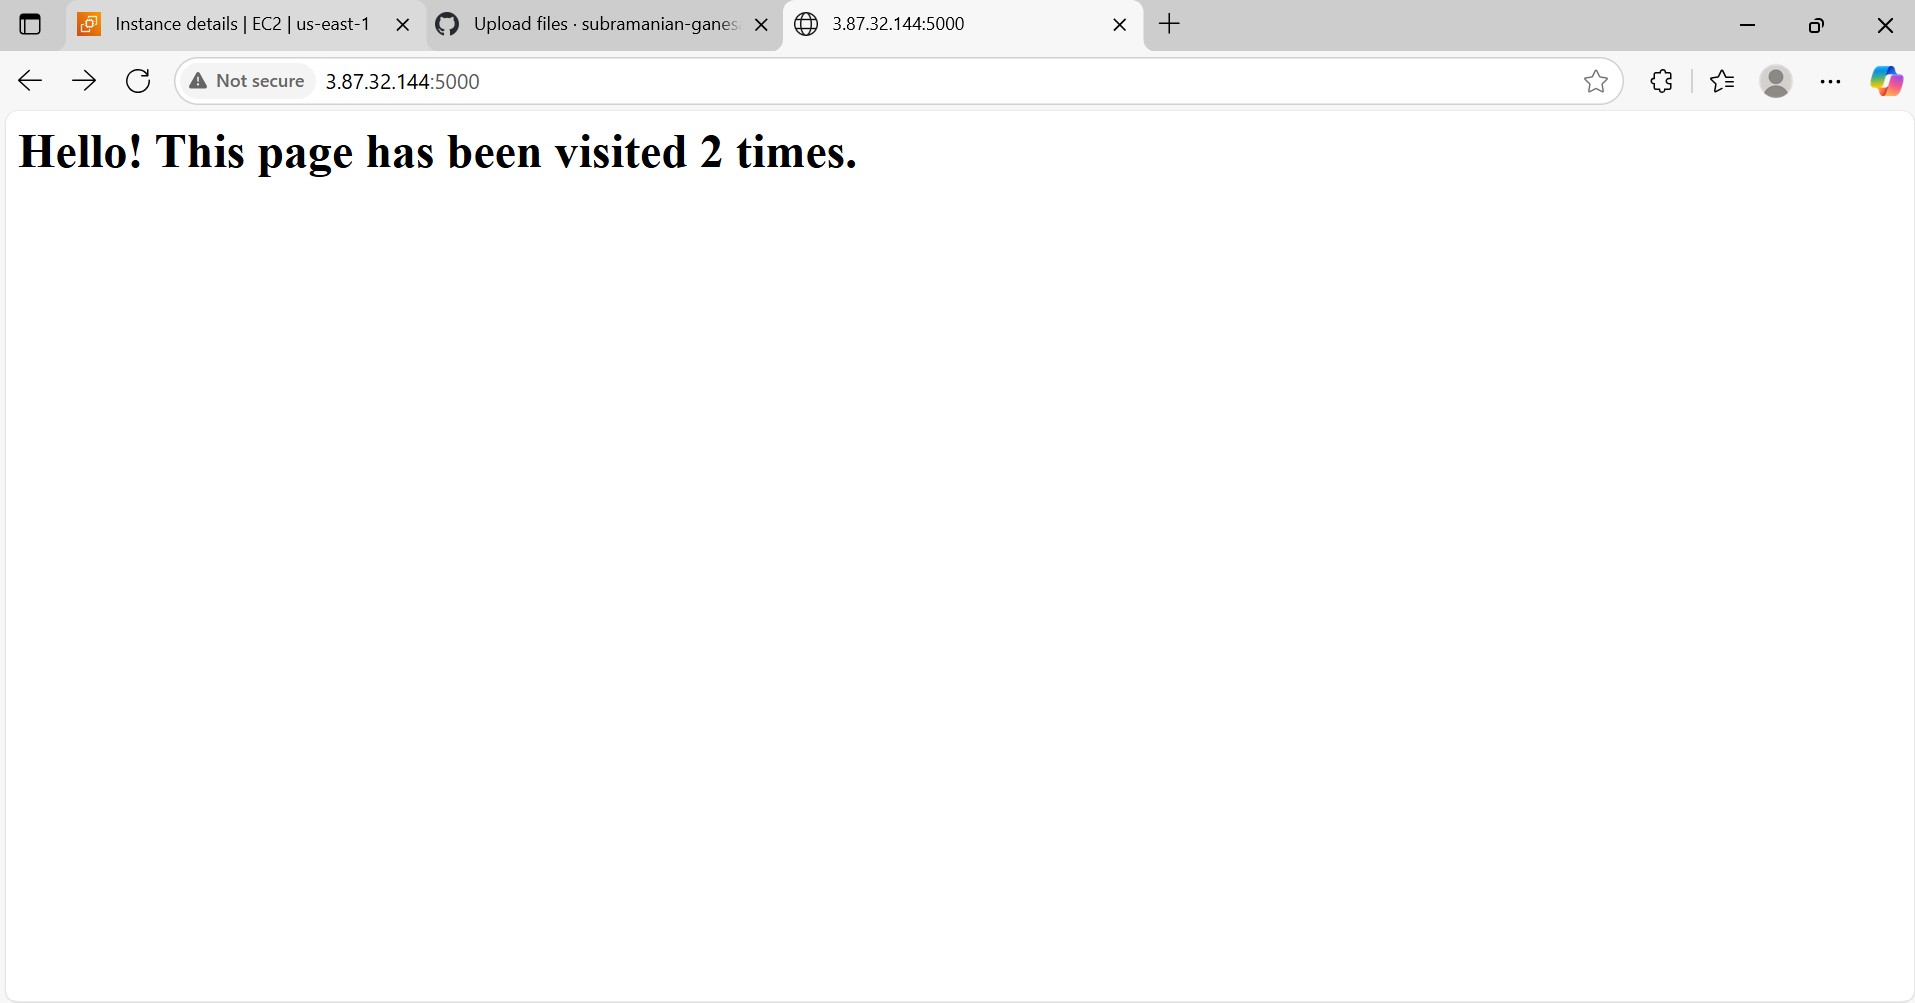 Instance details | EC2 | us-east-1
Upload files · subramanian-ganes
3.87.32.144:5000
Not secure
3.87.32.144:5000
Hello! This page has been visited 2 times.